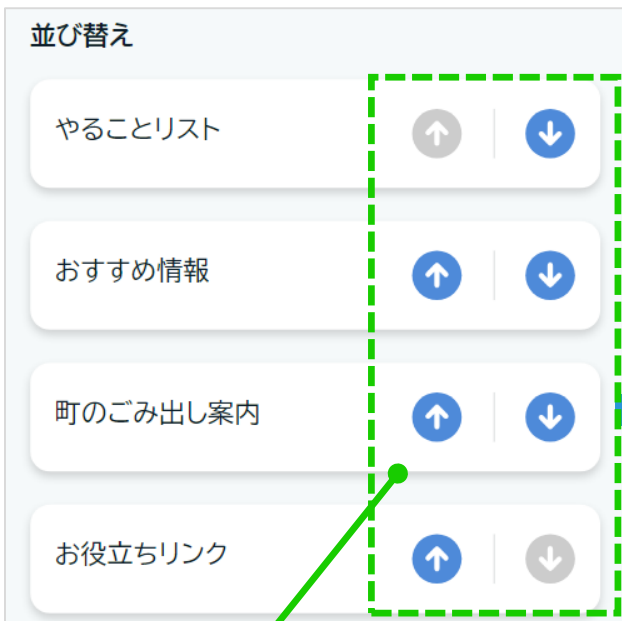 並び替え
やることリスト
おすすめ情報
町のごみ出し案内
お役立ちリンク